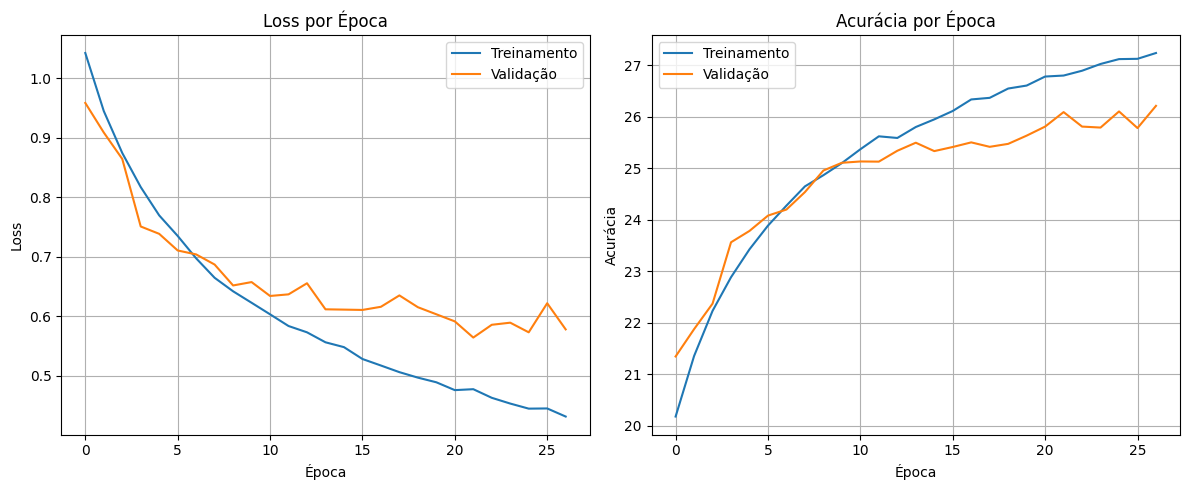 Loss por Época
Treinamento
Validação
1.0
0.9
0.8
0.7
0.6
0.5
Loss
0
5
10
15
20
25
Época
Acurácia por Época
Treinamento
Validação
27
26
25
24
23
22
21
20
Acurácia
0
5
10
15
20
25
Época